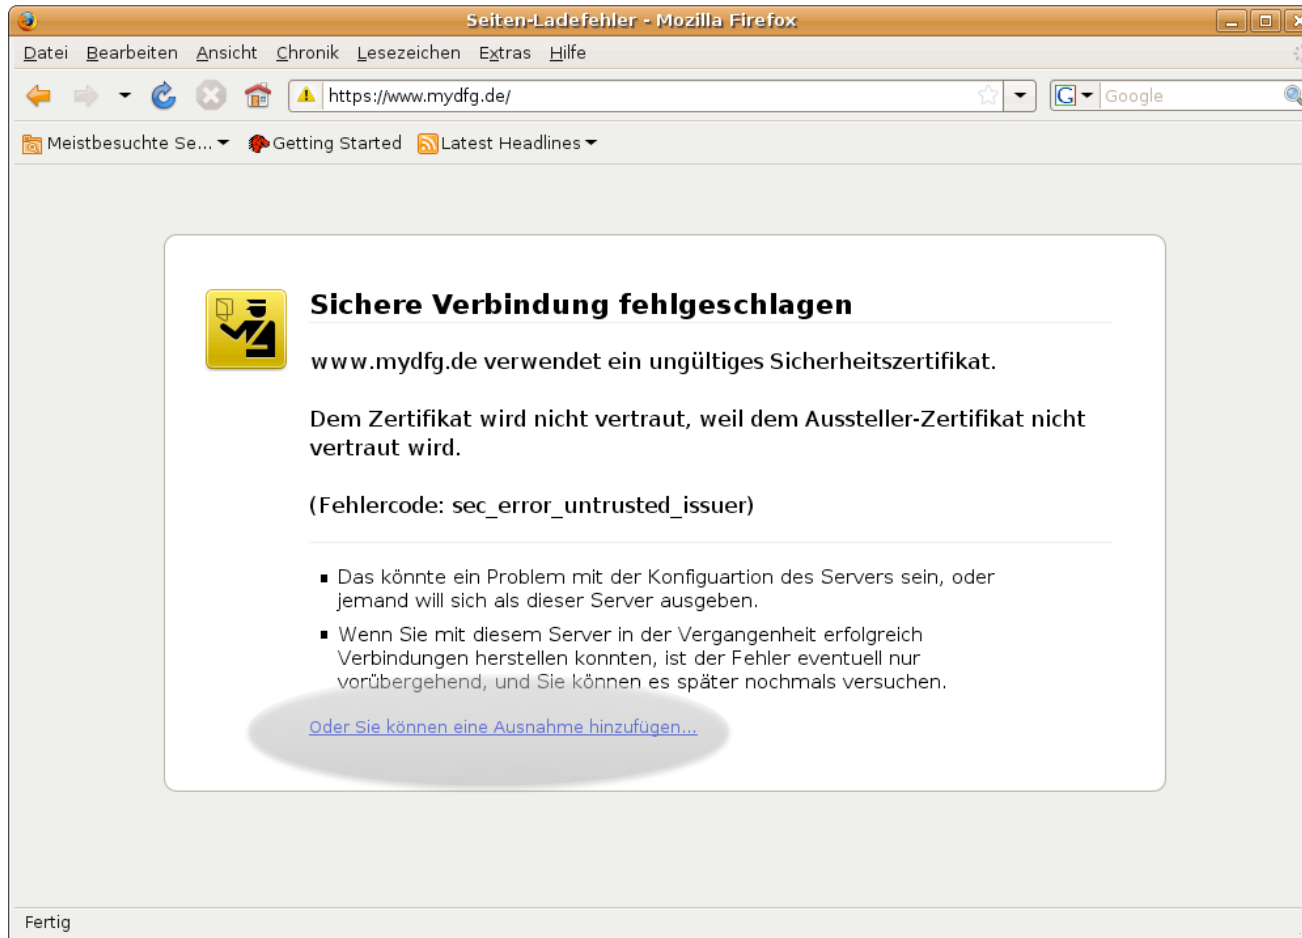 Seiten-Ladefehler - Mozilla Firefox
Datei Bearbeiten Ansicht Chronik Lesezeichen Extras Hilfe
https://www.mydfg.de/ G Google
Meistbesuchte Se... Getting Started Latest Headlines
Sichere Verbindung fehlgeschlagen
www.mydfg.de verwendet ein ungültiges Sicherheitszertifikat.
Dem Zertifikat wird nicht vertraut, weil dem Aussteller-Zertifikat nicht
vertraut wird.
(Fehlercode: sec_error_untrusted_issuer)
Das könnte ein Problem mit der Konfiguartion des Servers sein, oder
jemand will sich als dieser Server ausgeben.
Wenn Sie mit diesem Server in der Vergangenheit erfolgreich
Verbindungen herstellen konnten, ist der Fehler eventuell nur
vorübergehend, und Sie können es später nochmals versuchen.
Oder Sie können eine Ausnahme hinzufügen...
Fertig